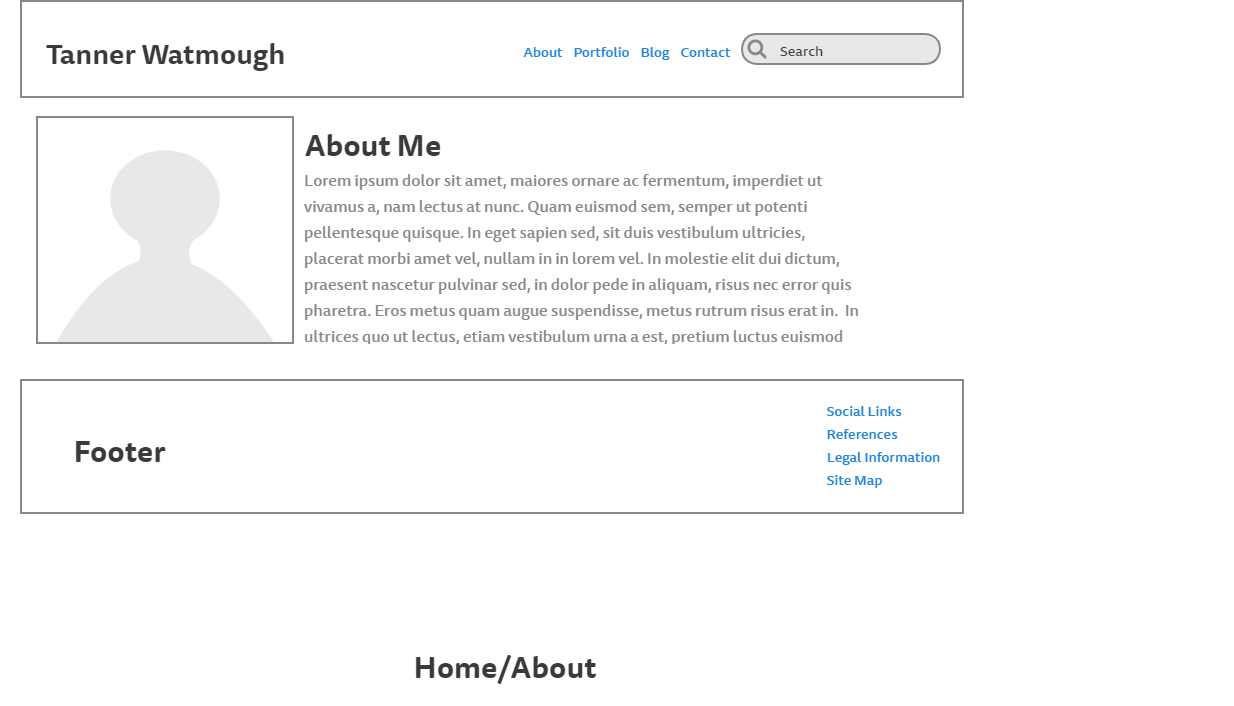 Tanner Watmough
About Portfolio Blog Contact Search
About Me
Lorem ipsum dolor sit amet, maiores ornare ac fermentum, imperdiet ut
vivamus a, nam lectus at nunc. Quam euismod sem, semper ut potenti
pellentesque quisque. In eget sapien sed, sit duis vestibulum ultricies,
placerat morbi amet vel, nullam in in lorem vel. In molestie elit dui dictum,
praesent nascetur pulvinar sed, in dolor pede in aliquam, risus nec error quis
pharetra. Eros metus quam augue suspendisse, metus rutrum risus erat in.  In
ultrices quo ut lectus, etiam vestibulum urna a est, pretium luctus euismod
Footer
Social Links
References
Legal Information
Site Map
Home/About